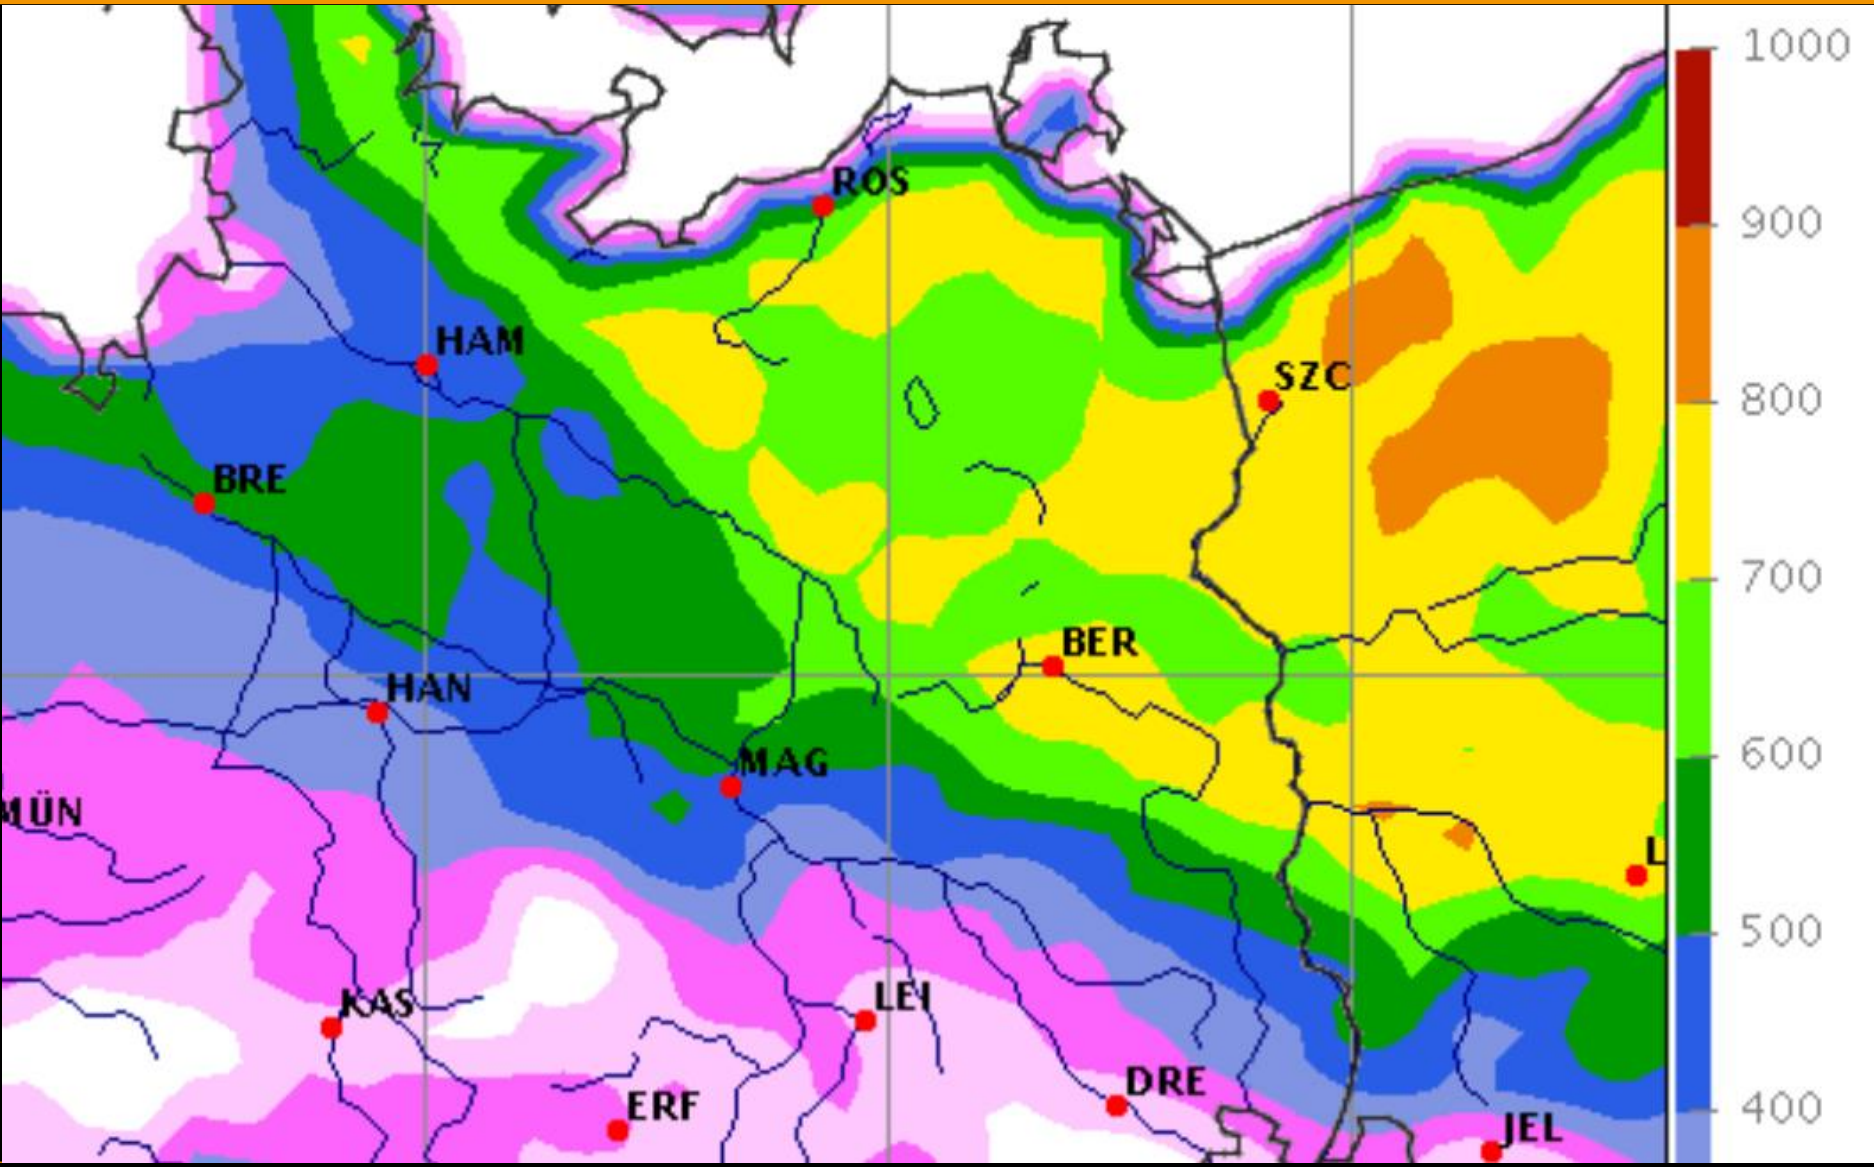 1000
ROS
900
HAM
SZC
800
BRE
700
BER
HAN
600
MAG
MÜN
L
500
KAS
LEI
DRE
ERF
400
JEL